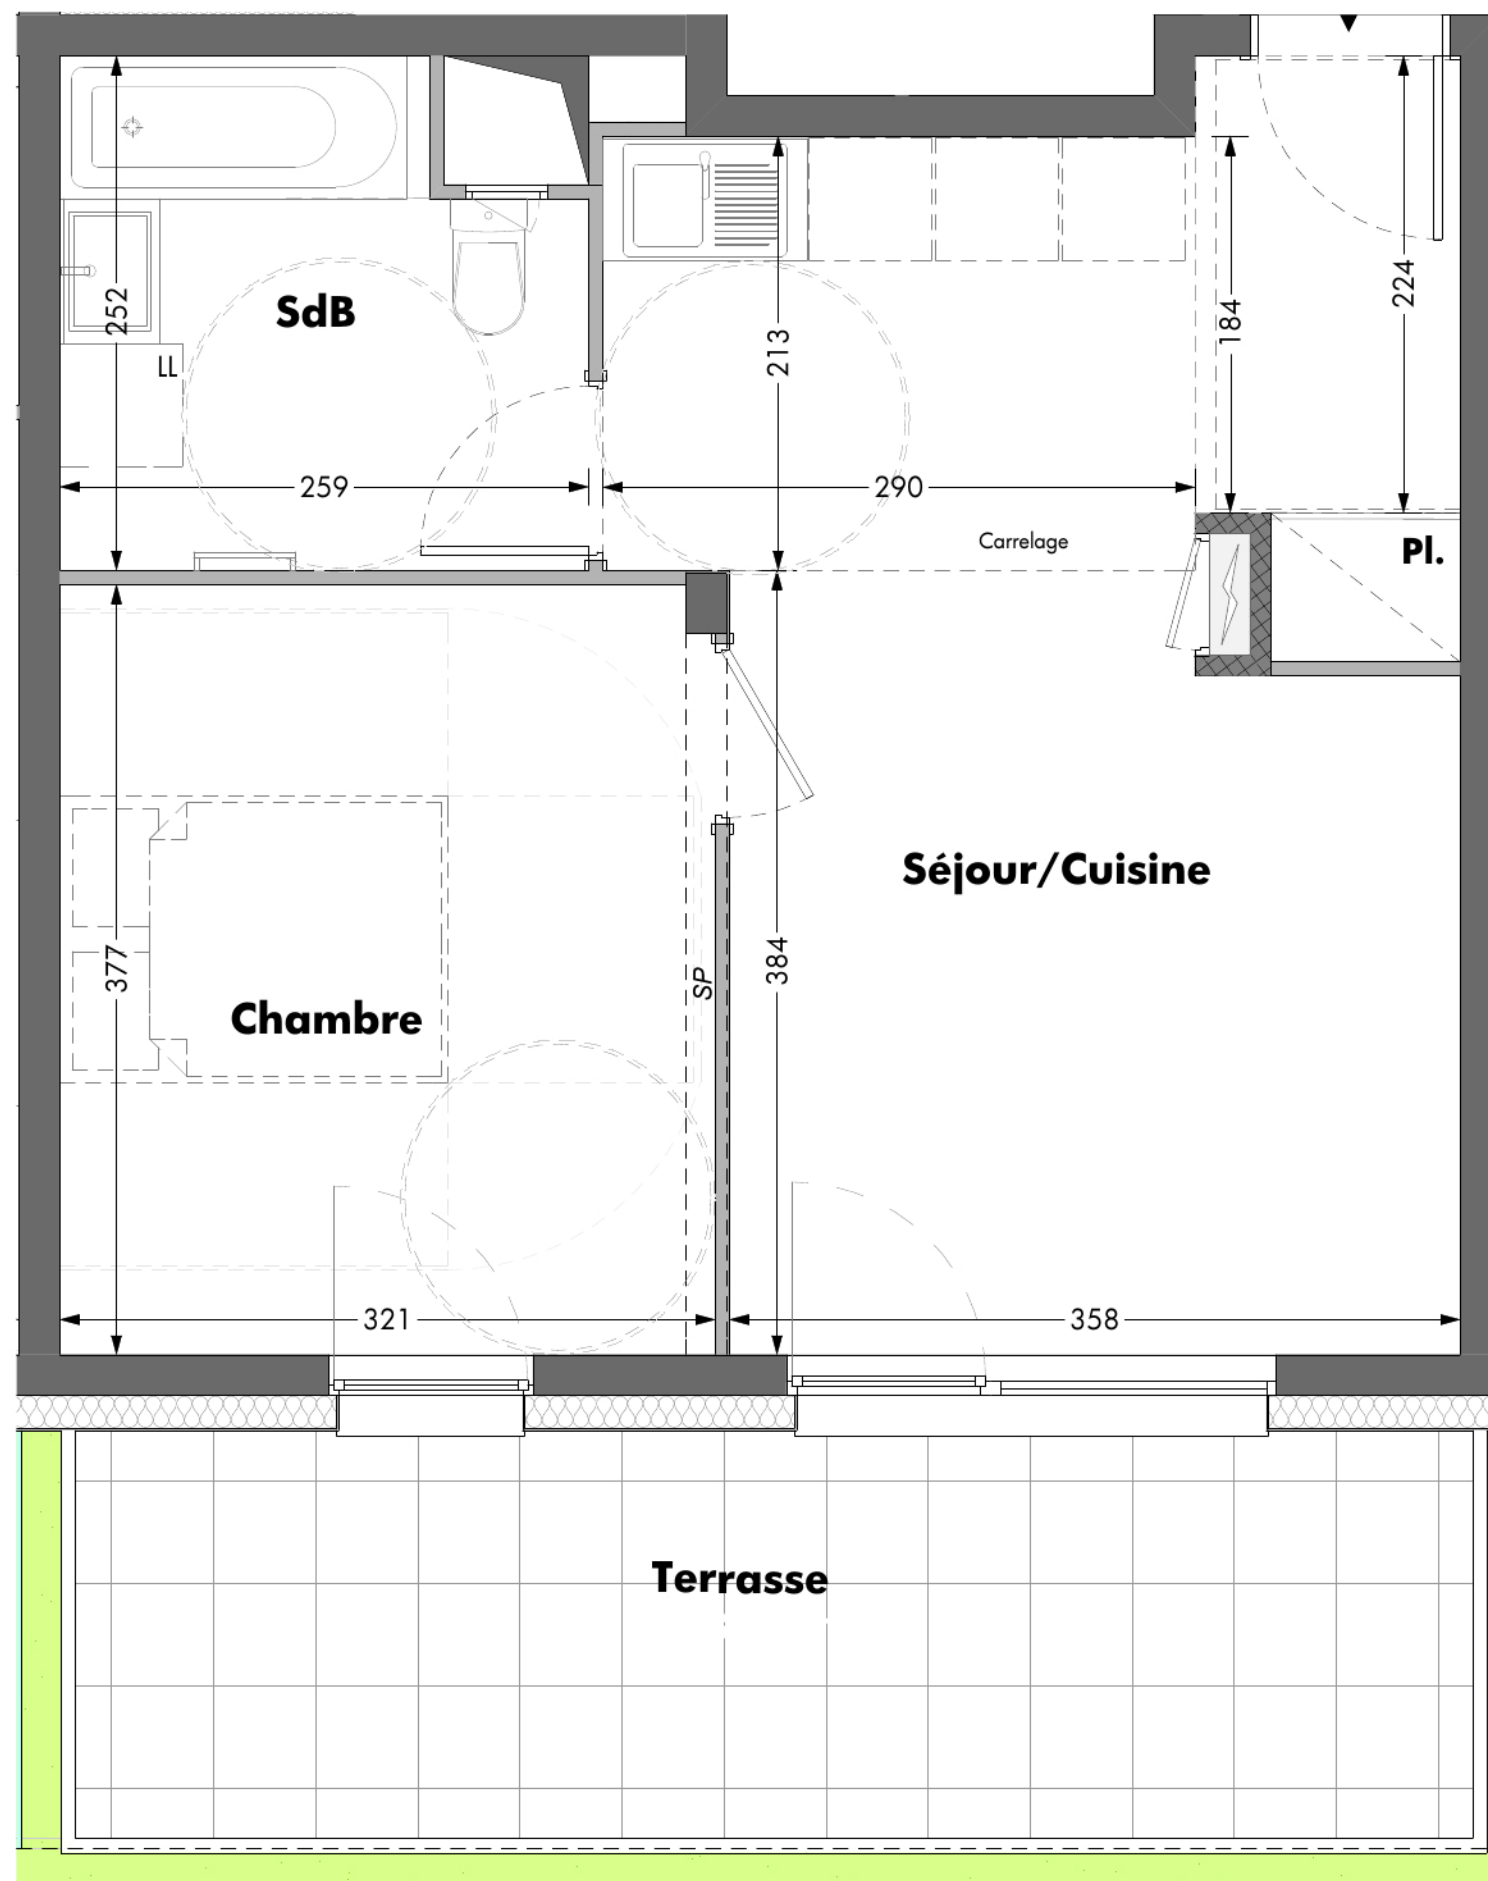 252
SdB
LL
259
213
290
184
224
Carrelage
Pl.
377
Chambre
SP
384
Séjour/Cuisine
321
358
Terrasse